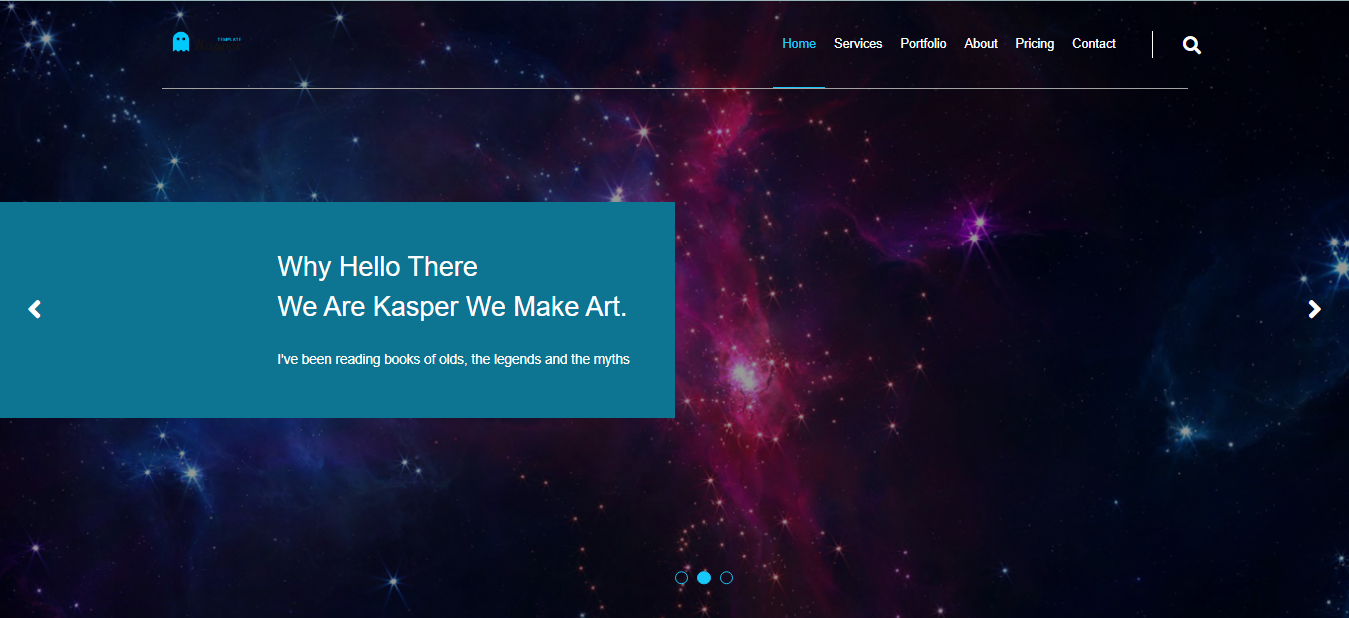 TEMPLATE
Home Services Portfolio About Pricing Contact
Why Hello There
We Are Kasper We Make Art.
I've been reading books of olds, the legends and the myths